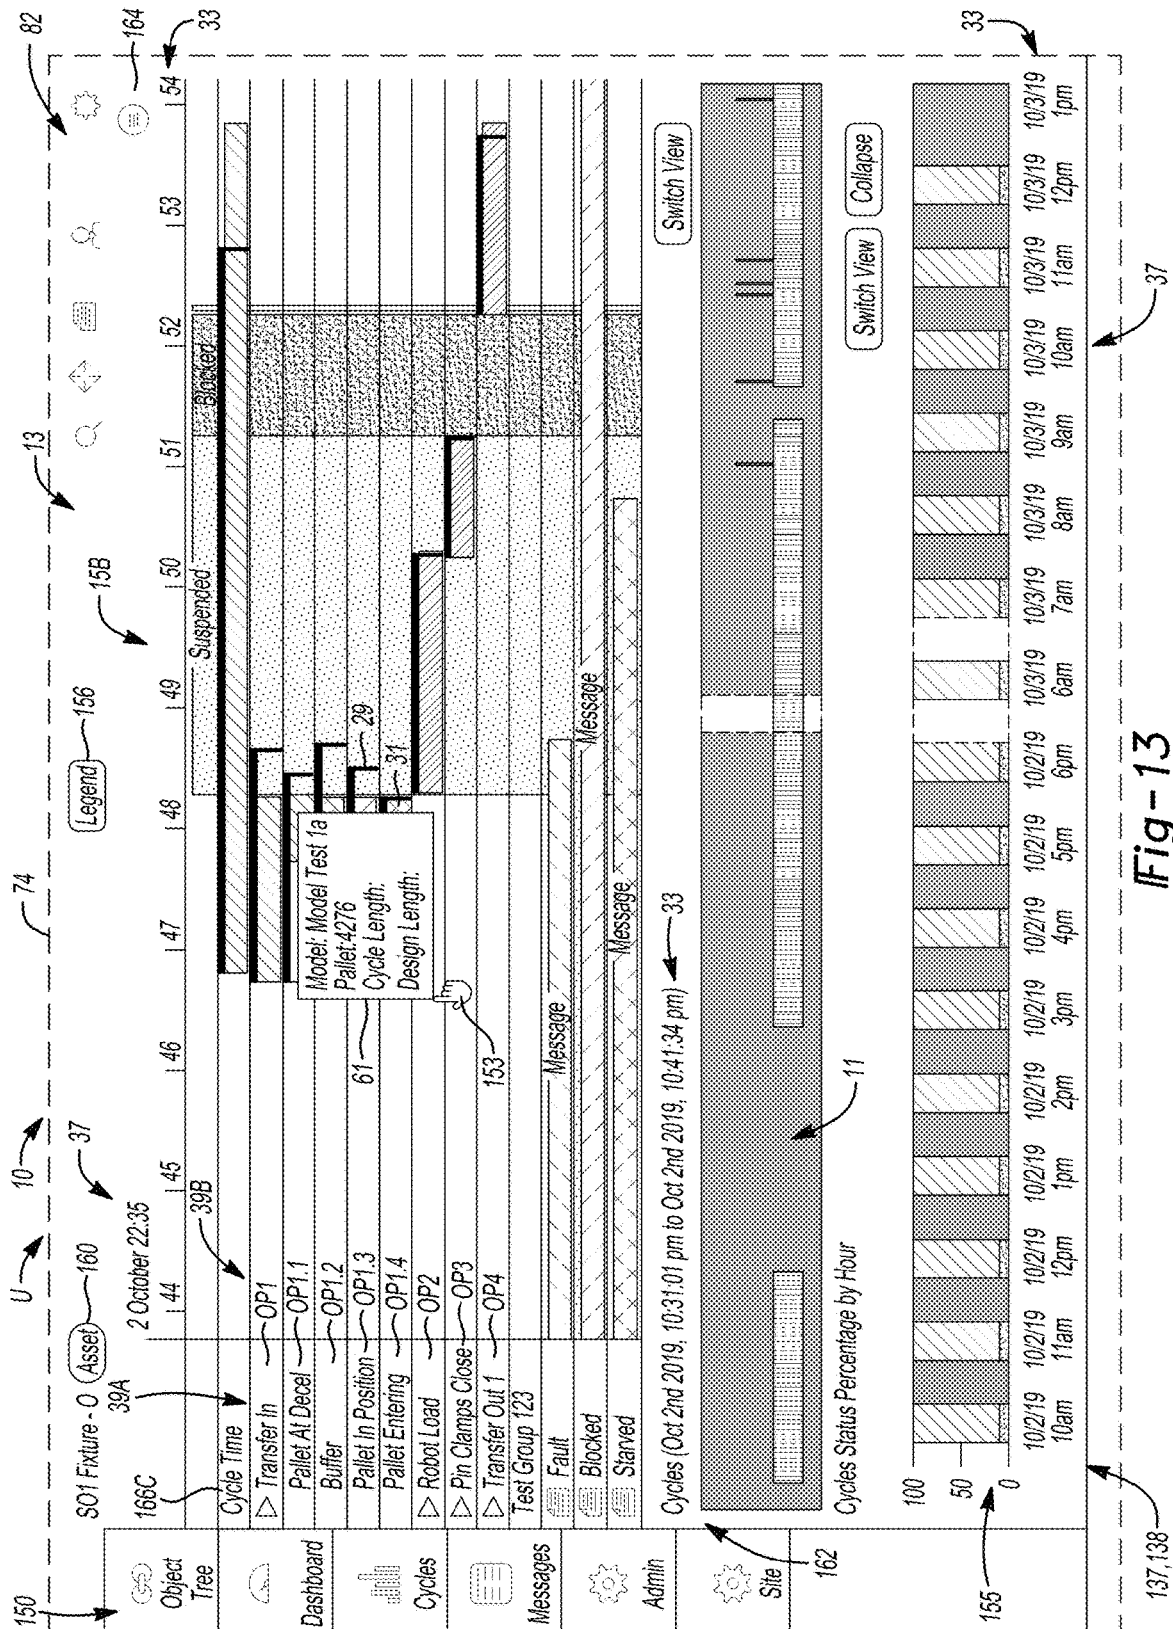 U
10
74
13
82
150
SO1 Fixture - O
Asset
160
37
Legend
156
15B
164
33
166C
39A
2 October 22:35
39B
44 45 46 47 48 49 50 51 52 53 54
Object Tree
Dashboard
Cycles
Messages
Admin
Site
Suspended
Blocked
Cycle Time
▷ Transfer In
OP1
Pallet At Decel
OP1.1
Buffer
OP1.2
Pallet In Position
OP1.3
Pallet Entering
OP1.4
▷ Robot Load
OP2
▷ Pin Clamps Close
OP3
▷ Transfer Out 1
OP4
Test Group 123
Fault
Message
Blocked
Message
Starved
Message
Model: Model Test 1a
Pallet:4276
Cycle Length:
Design Length:
61
153
29
31
Cycles (Oct 2nd 2019, 10:31:01 pm to Oct 2nd 2019, 10:41:34 pm)
33
Switch View
162
11
Cycles Status Percentage by Hour
Switch View
Collapse
100
50
0
155
10/2/19 10/2/19 10/2/19 10/2/19 10/2/19 10/2/19 10/2/19 10/2/19 10/2/19 10/3/19 10/3/19 10/3/19 10/3/19 10/3/19 10/3/19 10/3/19 10/3/19
10am 11am 12pm 1pm 2pm 3pm 4pm 5pm 6pm 6am 7am 8am 9am 10am 11am 12pm 1pm
33
137,138
37
Fig-13